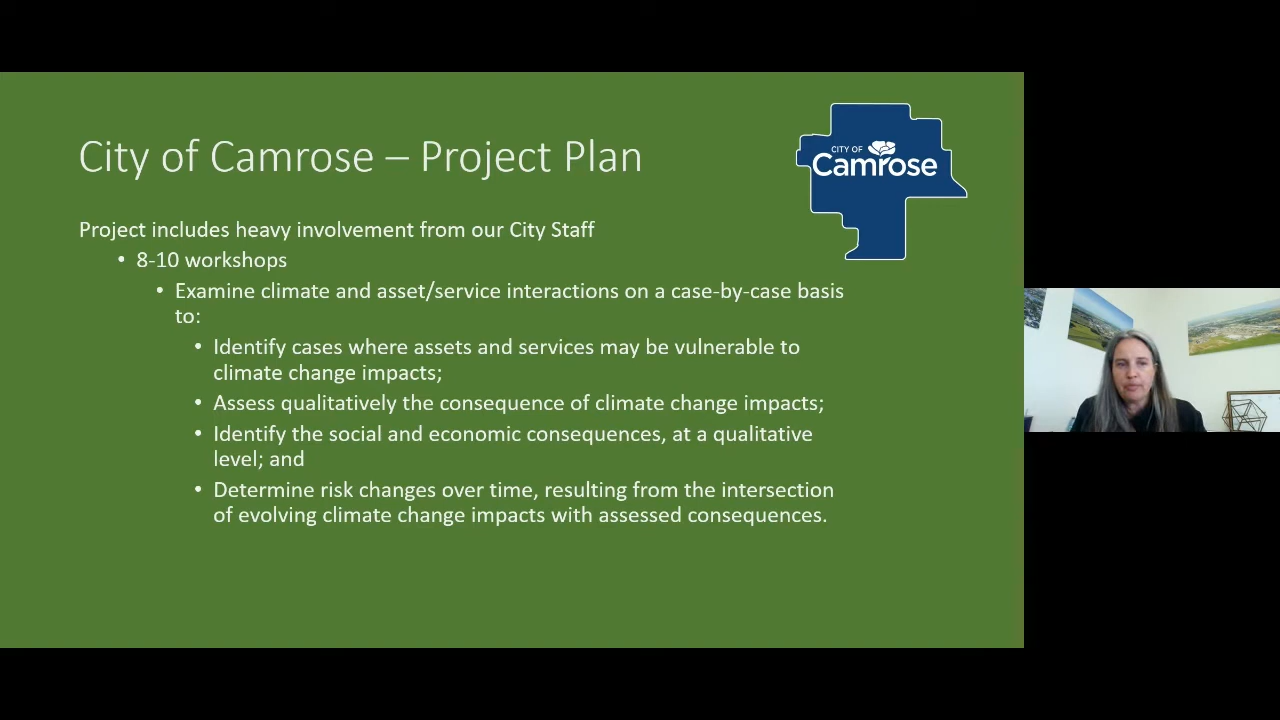 City of Camrose – Project Plan
CITY OF
Camrose
Project includes heavy involvement from our City Staff
• 8-10 workshops
• Examine climate and asset/service interactions on a case-by-case basis
to:
• Identify cases where assets and services may be vulnerable to
climate change impacts;
• Assess qualitatively the consequence of climate change impacts;
• Identify the social and economic consequences, at a qualitative
level; and
• Determine risk changes over time, resulting from the intersection
of evolving climate change impacts with assessed consequences.